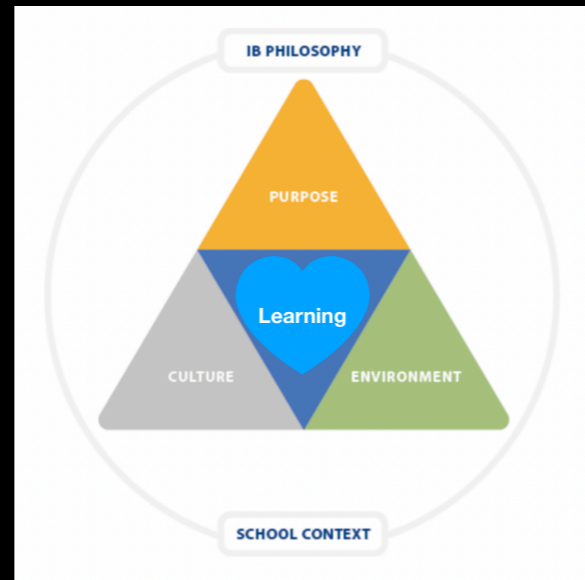 IB PHILOSOPHY
PURPOSE
Learning
CULTURE
ENVIRONMENT
SCHOOL CONTEXT